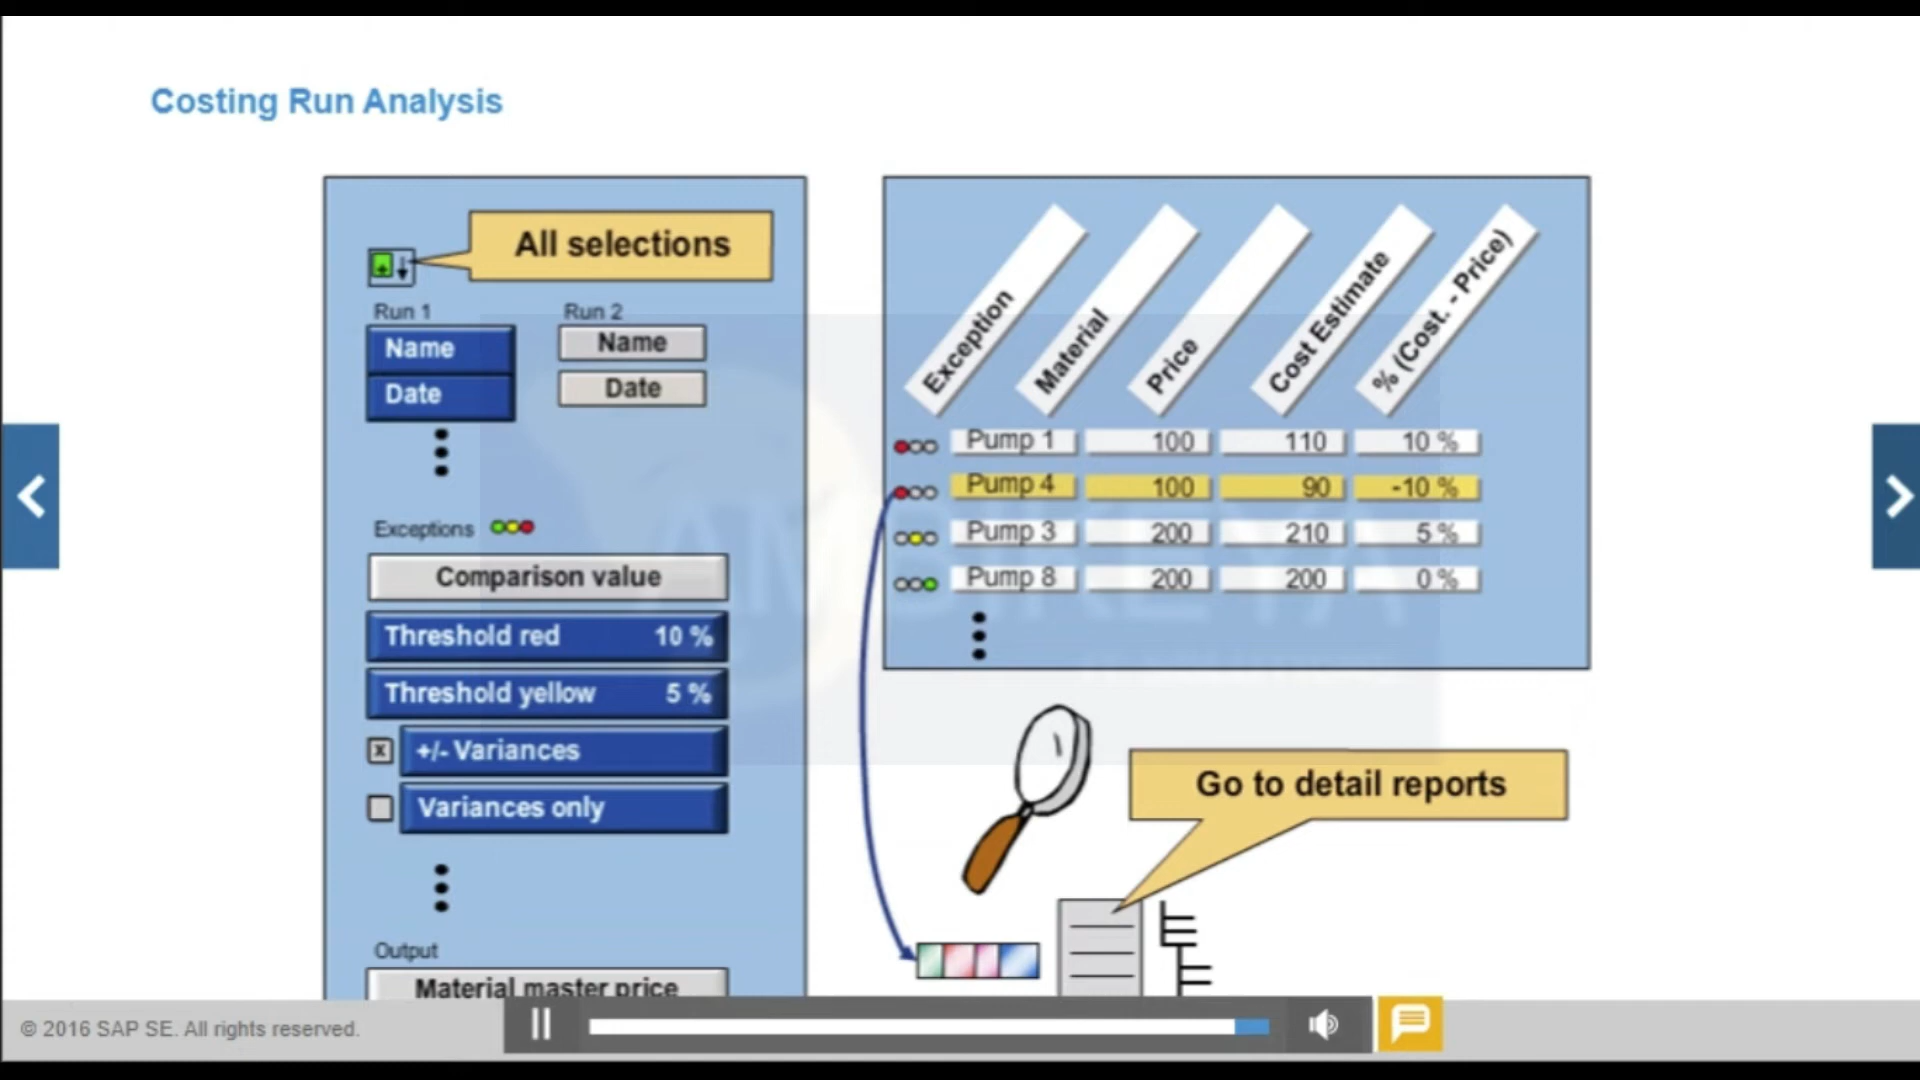 Costing Run Analysis
All selections
Run 1
Run 2
Name
Name
Date
Date
Exceptions
Comparison value
Threshold red 10 %
Threshold yellow 5 %
x +/- Variances
Variances only
Output
Material master price
Exception Material Price Cost Estimate % (Cost. - Price)
Pump 1 100 110 10 %
Pump 4 100 90 -10 %
Pump 3 200 210 5 %
Pump 8 200 200 0 %
Go to detail reports
© 2016 SAP SE. All rights reserved.
AMBIKEYA